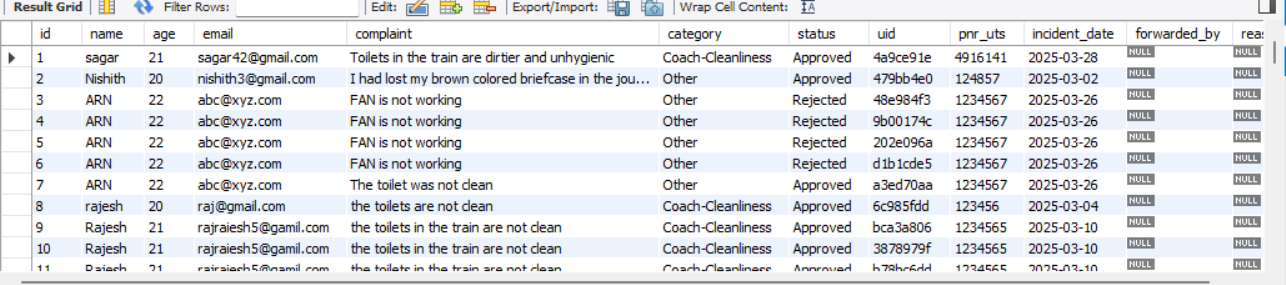 Result Grid Filter Rows: Edit: Export/Import: Wrap Cell Content: IA
id name age email complaint category status uid pnr_uts incident_date forwarded_by reas
1 sagar 21 sagar42@gmail.com Toilets in the train are dirtier and unhygienic Coach-Cleanliness Approved 4a9ce91e 4916141 2025-03-28 NULL NULL
2 Nishith 20 nishith3@gmail.com I had lost my brown colored briefcase in the jou... Other Approved 479bb4e0 124857 2025-03-02 NULL NULL
3 ARN 22 abc@xyz.com FAN is not working Other Rejected 48e984f3 1234567 2025-03-26 NULL NULL
4 ARN 22 abc@xyz.com FAN is not working Other Rejected 9b00174c 1234567 2025-03-26 NULL NULL
5 ARN 22 abc@xyz.com FAN is not working Other Rejected 202e096a 1234567 2025-03-26 NULL NULL
6 ARN 22 abc@xyz.com FAN is not working Other Rejected d1b1cde5 1234567 2025-03-26 NULL NULL
7 ARN 22 abc@xyz.com The toilet was not clean Other Approved a3ed70aa 1234567 2025-03-26 NULL NULL
8 rajesh 20 raj@gmail.com the toilets are not clean Coach-Cleanliness Approved 6c985fdd 123456 2025-03-04 NULL NULL
9 Rajesh 21 rajraiesh5@gamil.com the toilets in the train are not clean Coach-Cleanliness Approved bca3a806 1234565 2025-03-10 NULL NULL
10 Rajesh 21 rajraiesh5@gamil.com the toilets in the train are not clean Coach-Cleanliness Approved 3878979f 1234565 2025-03-10 NULL NULL
11 Rajesh 21 rajraiesh5@gamil.com the toilets in the train are not clean Coach-Cleanliness Approved b78bc6dd 1234565 2025-03-10 NULL NULL